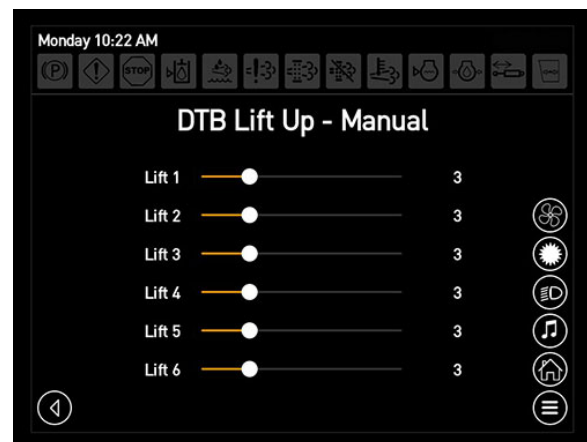 Monday 10:22 AM
(P) STOP
DTB Lift Up - Manual
Lift 1 3
Lift 2 3
Lift 3 3
Lift 4 3
Lift 5 3
Lift 6 3